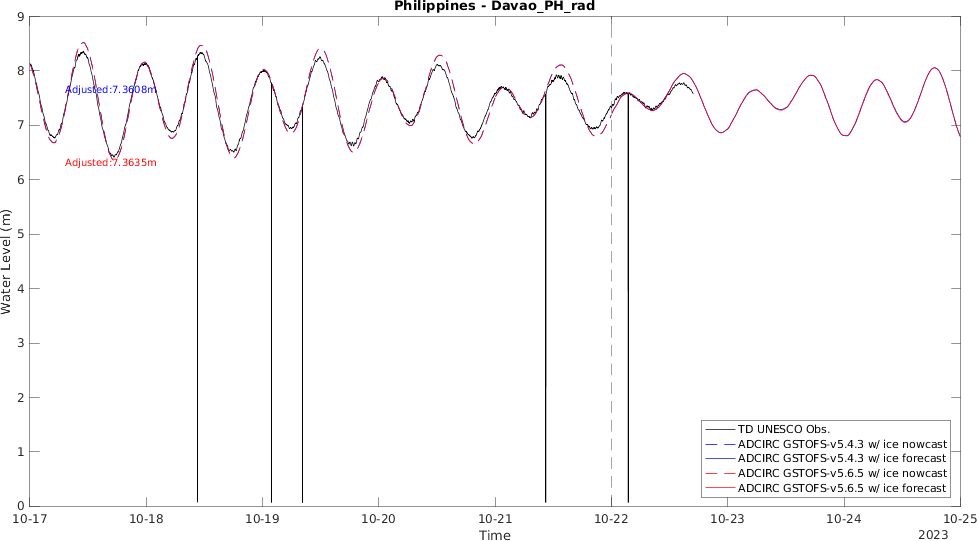 Philippines - Davao_PH_rad
9
8
7
6
5
4
3
2
1
0
Water Level (m)
Adjusted:7.3608m
Adjusted:7.3635m
TD UNESCO Obs.
ADCIRC GSTOFS-v5.4.3 w/ ice nowcast
ADCIRC GSTOFS-v5.4.3 w/ ice forecast
ADCIRC GSTOFS-v5.6.5 w/ ice nowcast
ADCIRC GSTOFS-v5.6.5 w/ ice forecast
10-17 10-18 10-19 10-20 10-21 10-22 10-23 10-24 10-25
Time
2023